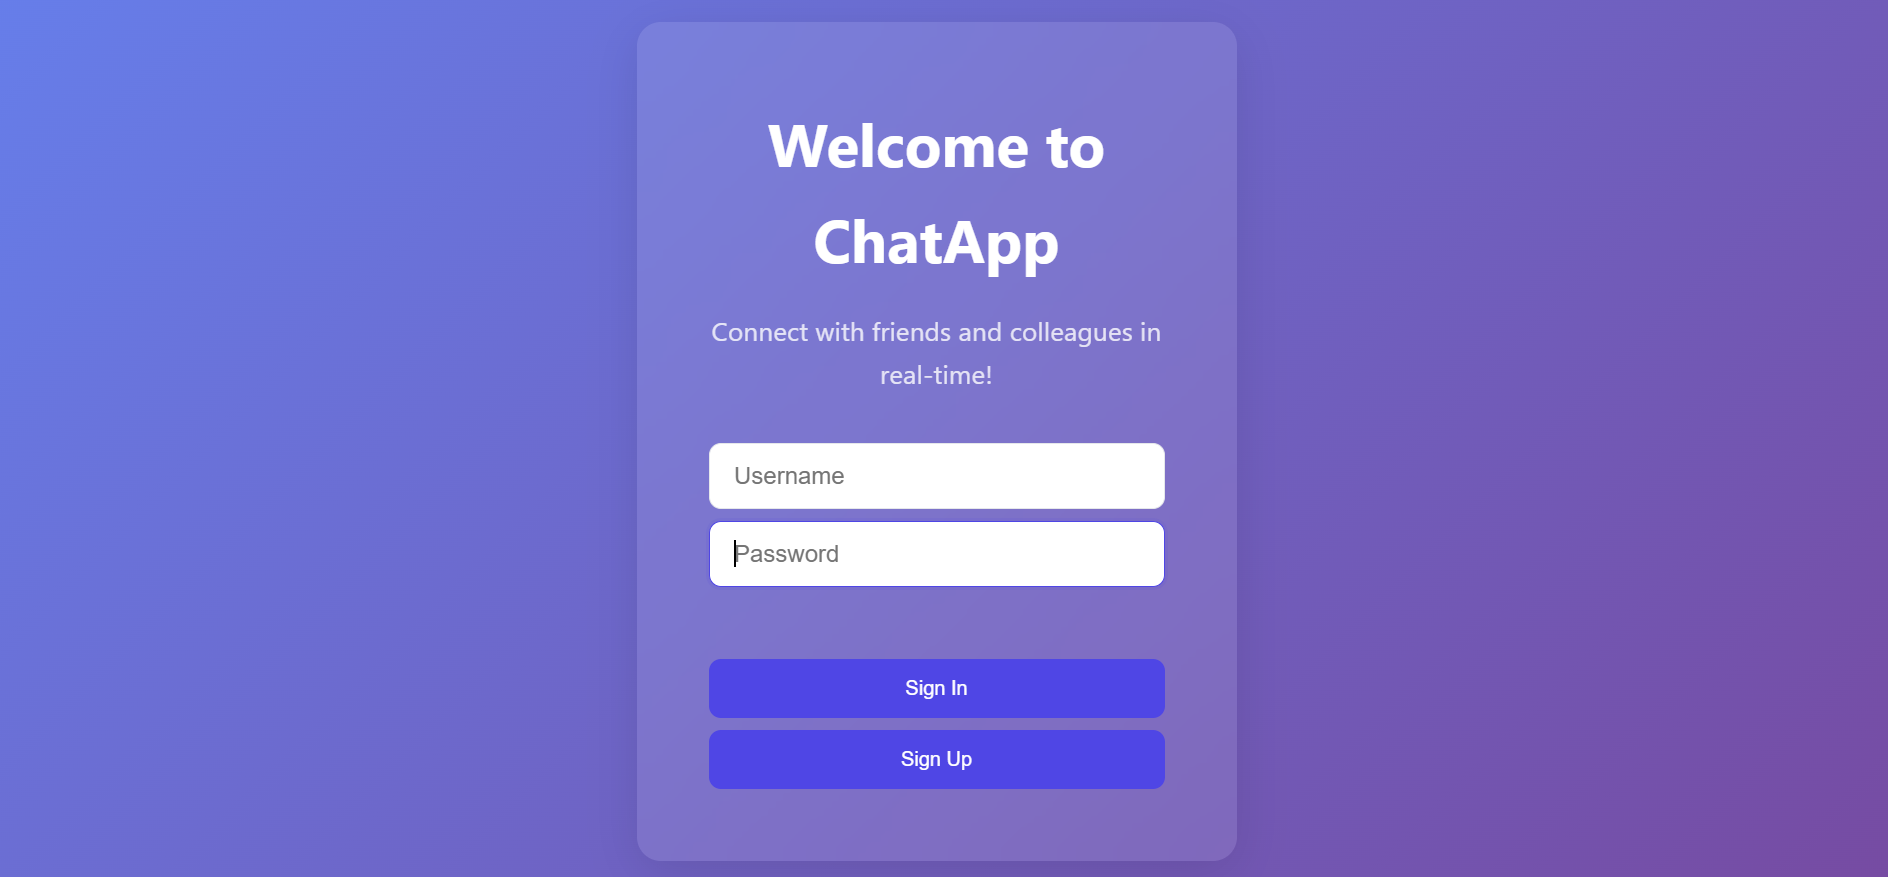 Welcome to
ChatApp
Connect with friends and colleagues in
real-time!
Username
Password
Sign In
Sign Up